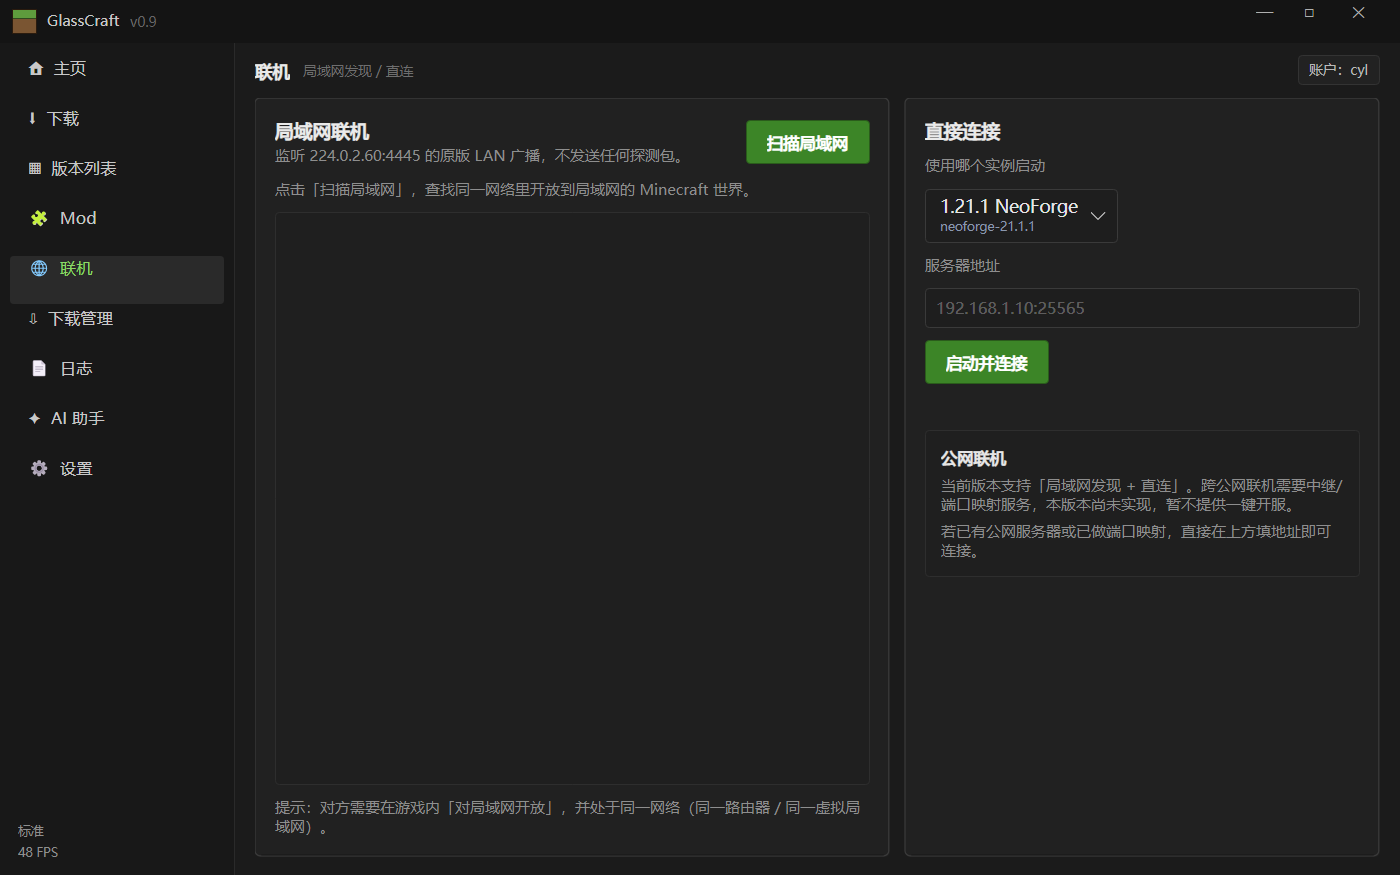 GlassCraft v0.9
主页
下载
版本列表
Mod
联机
下载管理
日志
AI 助手
设置
标准
48 FPS
联机 局域网发现 / 直连
账户：cyl
局域网联机
监听 224.0.2.60:4445 的原版 LAN 广播，不发送任何探测包。
扫描局域网
点击「扫描局域网」，查找同一网络里开放到局域网的 Minecraft 世界。
提示：对方需要在游戏内「对局域网开放」，并处于同一网络（同一路由器 / 同一虚拟局
域网）。
直接连接
使用哪个实例启动
1.21.1 NeoForge
neoforge-21.1.1
服务器地址
192.168.1.10:25565
启动并连接
公网联机
当前版本支持「局域网发现 + 直连」。跨公网联机需要中继/
端口映射服务，本版本尚未实现，暂不提供一键开服。
若已有公网服务器或已做端口映射，直接在上方填地址即可
连接。